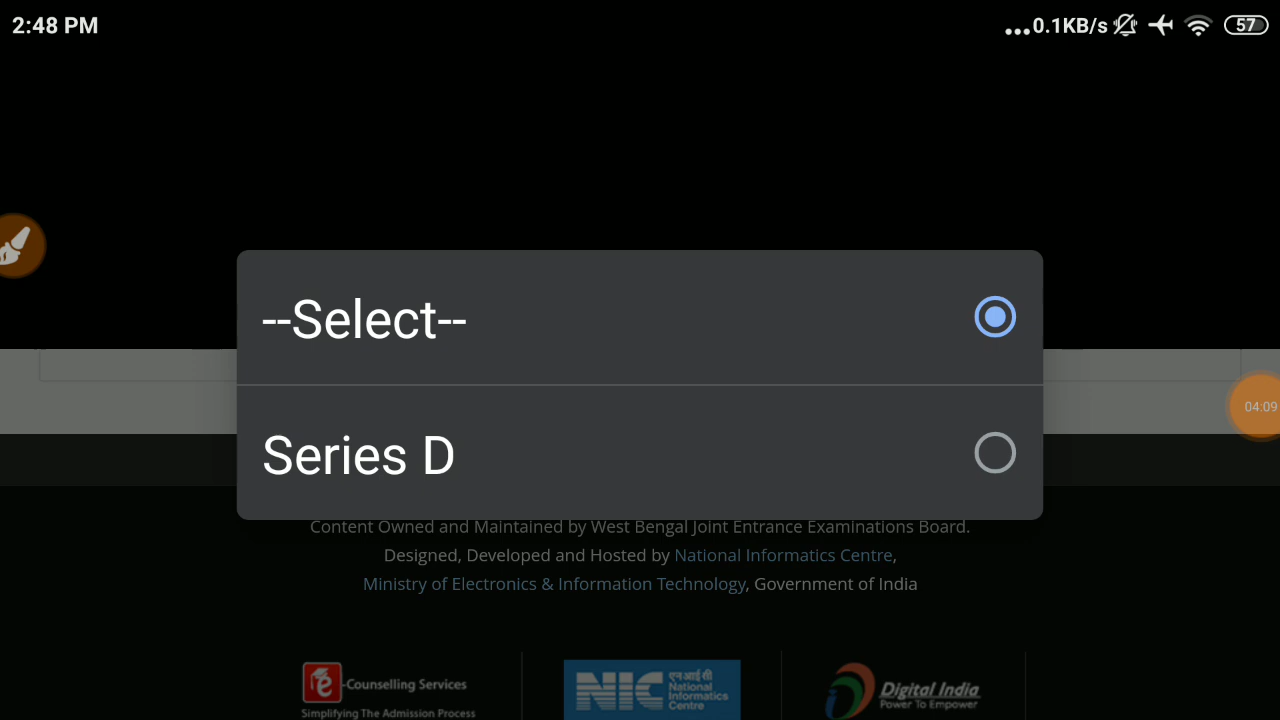 2:48 PM
...0.1KB/s 57
--Select--
04:09
Series D
Content Owned and Maintained by West Bengal Joint Entrance Examinations Board.
Designed, Developed and Hosted by National Informatics Centre,
Ministry of Electronics & Information Technology, Government of India
e-Counselling Services
Simplifying The Admission Process
NIC एन आई सी
National
Informatics
Centre
Digital India
Power To Empower